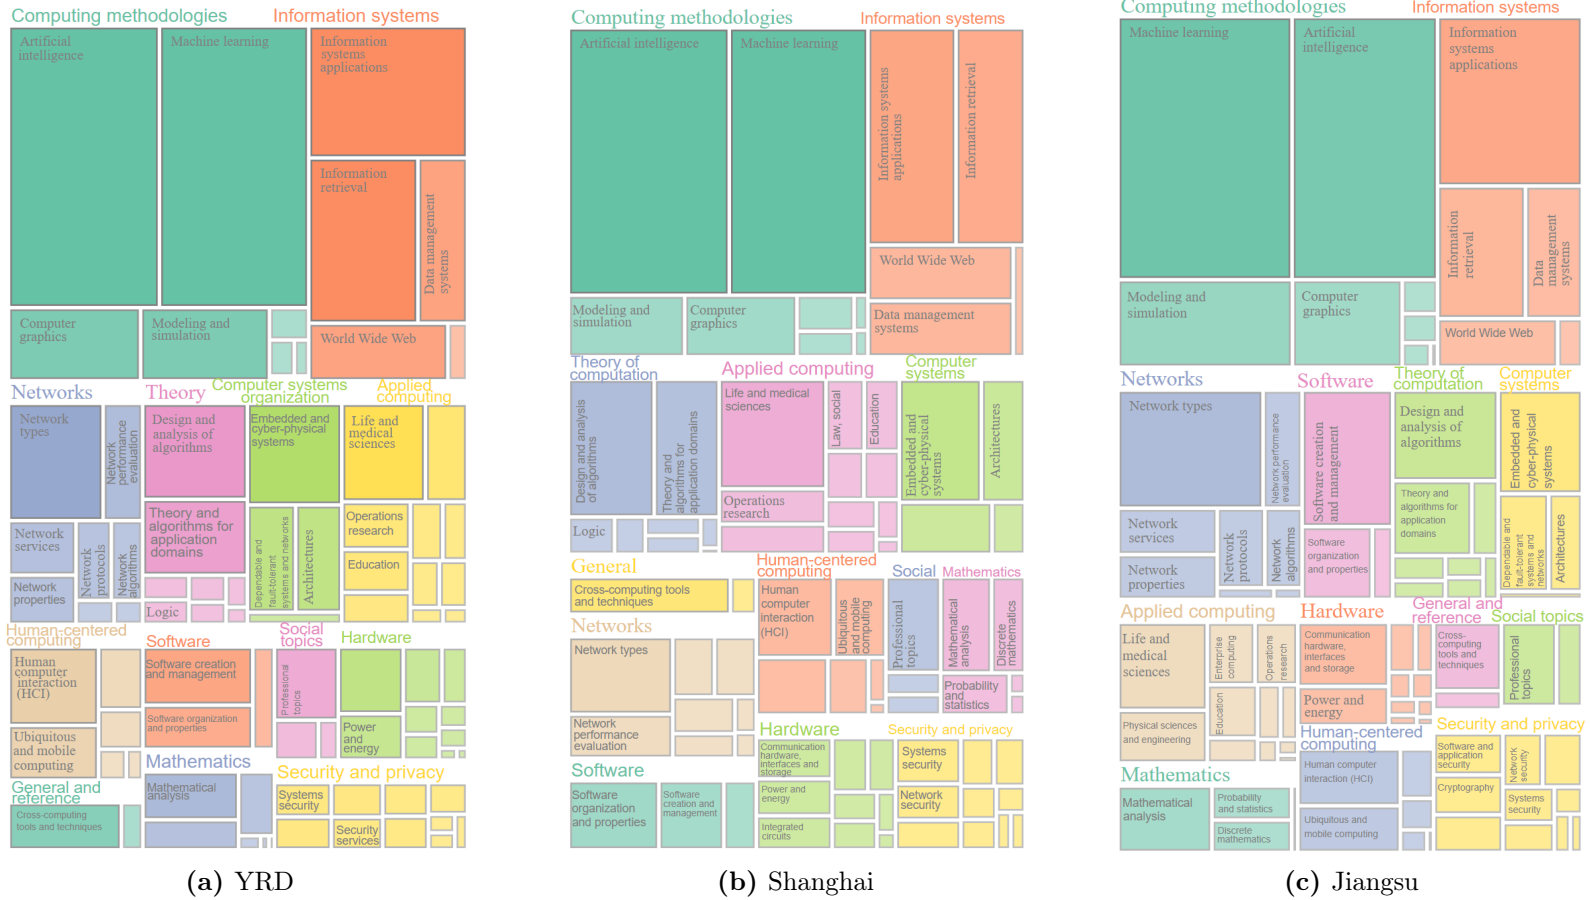 Computing methodologies
Information systems
Artificial
intelligence
Machine learning
Information
systems
applications
Information
retrieval
Data management
systems
Computer
graphics
Modeling and
simulation
World Wide Web
Networks
Theory
Computer systems
organization
Applied
computing
Network
types
Network
performance
evaluation
Design and
analysis of
algorithms
Embedded and
cyber-physical
systems
Life and
medical
sciences
Network
services
Network
protocols
Network
algorithms
Network
properties
Theory and
algorithms for
application
domains
Logic
Dependable and
fault-tolerant
systems and networks
Architectures
Operations
research
Education
Human-centered
computing
Software
Social
topics
Hardware
Human
computer
interaction
(HCI)
Ubiquitous
and mobile
computing
Software creation
and management
Software organization
and properties
Professional
topics
Power
and
energy
General and
reference
Mathematics
Security and privacy
Cross-computing
tools and techniques
Mathematical
analysis
Systems
security
Security
services
(a) YRD
Computing methodologies
Information systems
Artificial intelligence
Machine learning
Information systems
applications
Information retrieval
World Wide Web
Modeling and
simulation
Computer
graphics
Data management
systems
Theory of
computation
Applied computing
Computer
systems
Design and analysis
of algorithms
Theory and
algorithms for
application domains
Logic
Life and medical
sciences
Law, social
Education
Operations
research
Embedded and
cyber-physical
systems
Architectures
General
Human-centered
computing
Social
Mathematics
Cross-computing tools
and techniques
Human
computer
interaction
(HCI)
Ubiquitous
and mobile
computing
Professional
topics
Mathematical
analysis
Discrete
mathematics
Probability
and statistics
Networks
Network types
Network
performance
evaluation
Hardware
Security and privacy
Communication
hardware,
interfaces and
storage
Power and
energy
Integrated
circuits
Systems
security
Network
security
Software
Software
organization
and properties
Software
creation and
management
(b) Shanghai
Computing methodologies
Information systems
Machine learning
Artificial
intelligence
Information
systems
applications
Information
retrieval
Data
management
systems
Modeling and
simulation
Computer
graphics
World Wide Web
Networks
Software
Theory of
computation
Computer
systems
Network types
Network performance
evaluation
Network
services
Network
protocols
Network
algorithms
Network
properties
Software creation
and management
Software
organization
and properties
Design and
analysis of
algorithms
Theory and
algorithms for
application
domains
Embedded and
cyber-physical
systems
Dependable and
fault-tolerant
systems and
networks
Architectures
Applied computing
Hardware
General and
reference
Social topics
Life and
medical
sciences
Enterprise
computing
Operations
research
Education
Physical sciences
and engineering
Communication
hardware,
interfaces
and storage
Power and
energy
Cross-
computing
tools and
techniques
Professional
topics
Mathematics
Human-centered
computing
Security and privacy
Mathematical
analysis
Probability
and statistics
Discrete
mathematics
Human computer
interaction (HCI)
Ubiquitous and
mobile computing
Software and
application
security
Network
security
Cryptography
Systems
security
(c) Jiangsu